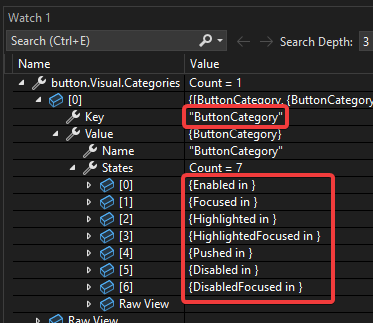 Watch 1
Search (Ctrl+E) Search Depth: 3
Name Value
button.Visual.Categories Count = 1
[0] {[ButtonCategory, {ButtonCategory
Key "ButtonCategory"
Value {ButtonCategory}
Name "ButtonCategory"
States Count = 7
[0] {Enabled in }
[1] {Focused in }
[2] {Highlighted in }
[3] {HighlightedFocused in }
[4] {Pushed in }
[5] {Disabled in }
[6] {DisabledFocused in }
Raw View
Raw View